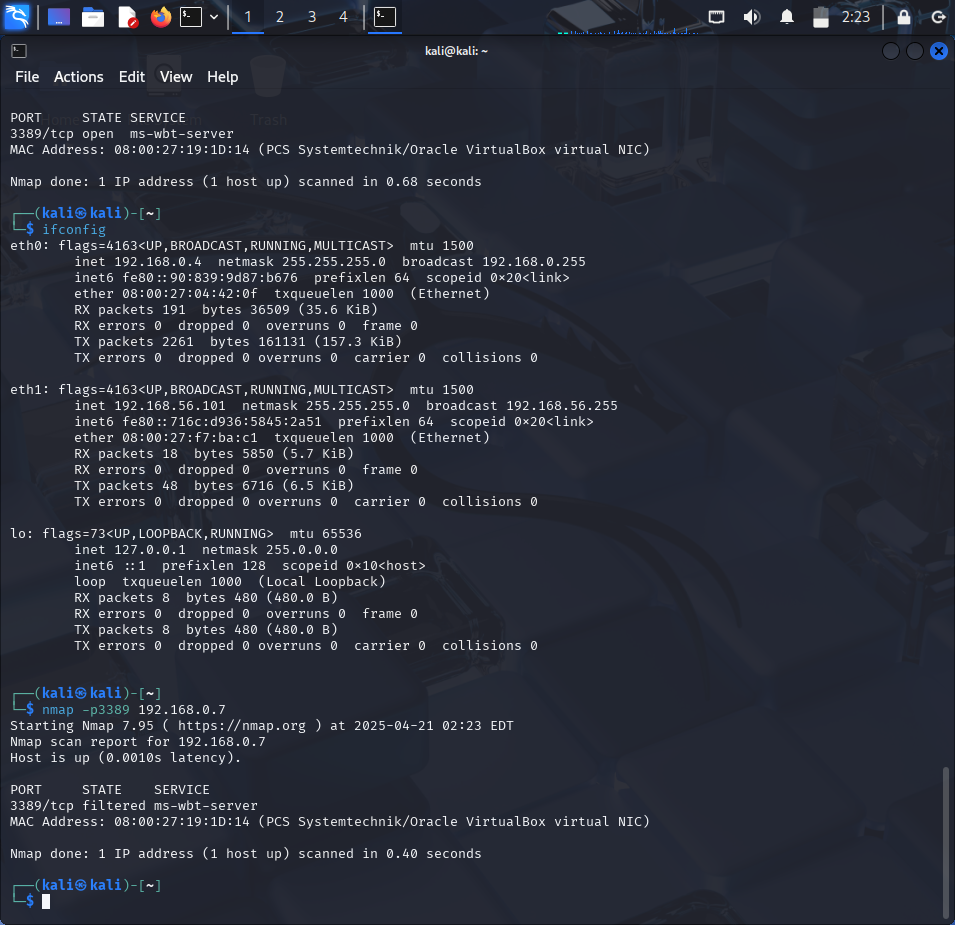 1 2 3 4 2:23
kali@kali: ~
File Actions Edit View Help
Home
Trash
PORT STATE SERVICE
3389/tcp open ms-wbt-server
MAC Address: 08:00:27:19:1D:14 (PCS Systemtechnik/Oracle VirtualBox virtual NIC)
Nmap done: 1 IP address (1 host up) scanned in 0.68 seconds
┌──(kali㉿kali)-[~]
└─$ ifconfig
eth0: flags=4163<UP,BROADCAST,RUNNING,MULTICAST> mtu 1500
inet 192.168.0.4 netmask 255.255.255.0 broadcast 192.168.0.255
inet6 fe80::90:839:9d87:b676 prefixlen 64 scopeid 0×20<link>
ether 08:00:27:04:42:0f txqueuelen 1000 (Ethernet)
RX packets 191 bytes 36509 (35.6 KiB)
RX errors 0 dropped 0 overruns 0 frame 0
TX packets 2261 bytes 161131 (157.3 KiB)
TX errors 0 dropped 0 overruns 0 carrier 0 collisions 0
eth1: flags=4163<UP,BROADCAST,RUNNING,MULTICAST> mtu 1500
inet 192.168.56.101 netmask 255.255.255.0 broadcast 192.168.56.255
inet6 fe80::716c:d936:5845:2a51 prefixlen 64 scopeid 0×20<link>
ether 08:00:27:f7:ba:c1 txqueuelen 1000 (Ethernet)
RX packets 18 bytes 5850 (5.7 KiB)
RX errors 0 dropped 0 overruns 0 frame 0
TX packets 48 bytes 6716 (6.5 KiB)
TX errors 0 dropped 0 overruns 0 carrier 0 collisions 0
lo: flags=73<UP,LOOPBACK,RUNNING> mtu 65536
inet 127.0.0.1 netmask 255.0.0.0
inet6 ::1 prefixlen 128 scopeid 0×10<host>
loop txqueuelen 1000 (Local Loopback)
RX packets 8 bytes 480 (480.0 B)
RX errors 0 dropped 0 overruns 0 frame 0
TX packets 8 bytes 480 (480.0 B)
TX errors 0 dropped 0 overruns 0 carrier 0 collisions 0
┌──(kali㉿kali)-[~]
└─$ nmap -p3389 192.168.0.7
Starting Nmap 7.95 ( https://nmap.org ) at 2025-04-21 02:23 EDT
Nmap scan report for 192.168.0.7
Host is up (0.0010s latency).
PORT STATE SERVICE
3389/tcp filtered ms-wbt-server
MAC Address: 08:00:27:19:1D:14 (PCS Systemtechnik/Oracle VirtualBox virtual NIC)
Nmap done: 1 IP address (1 host up) scanned in 0.40 seconds
┌──(kali㉿kali)-[~]
└─$